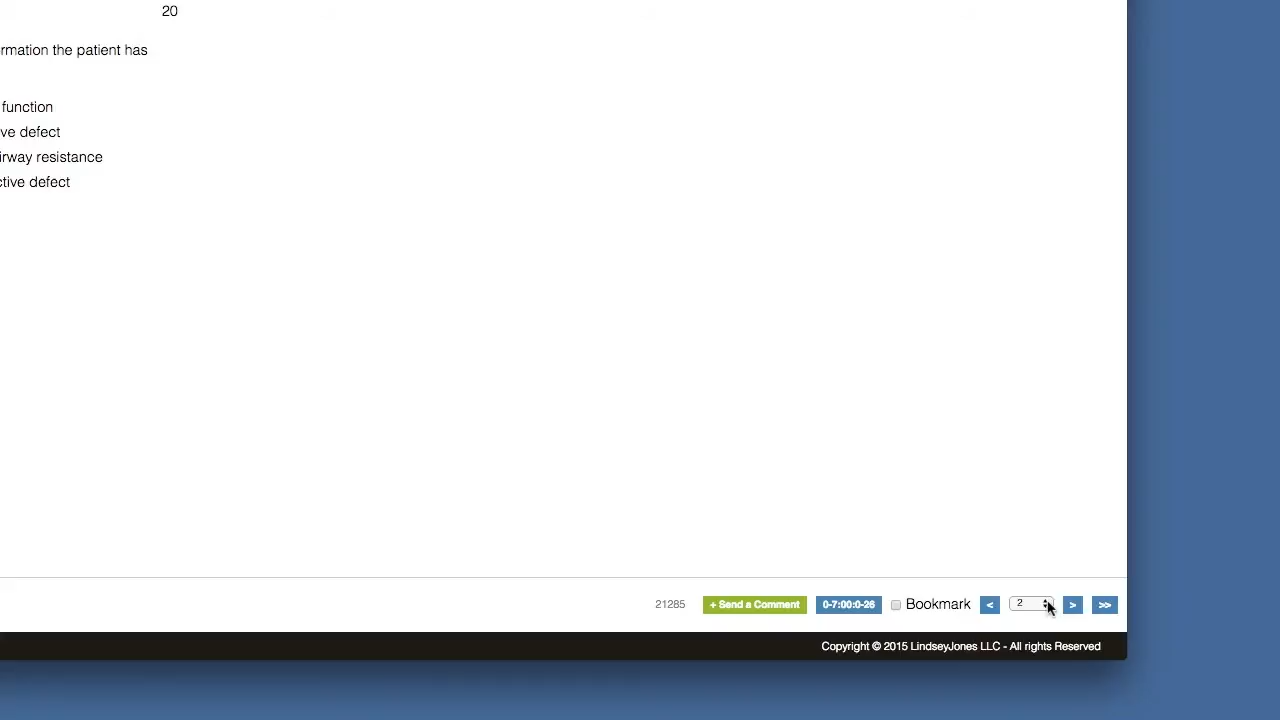 20
rmation the patient has
function
ve defect
irway resistance
ctive defect
21285 + Send a Comment 0-7:00:0-26 Bookmark < 2 > >>
Copyright © 2015 LindseyJones LLC - All rights Reserved